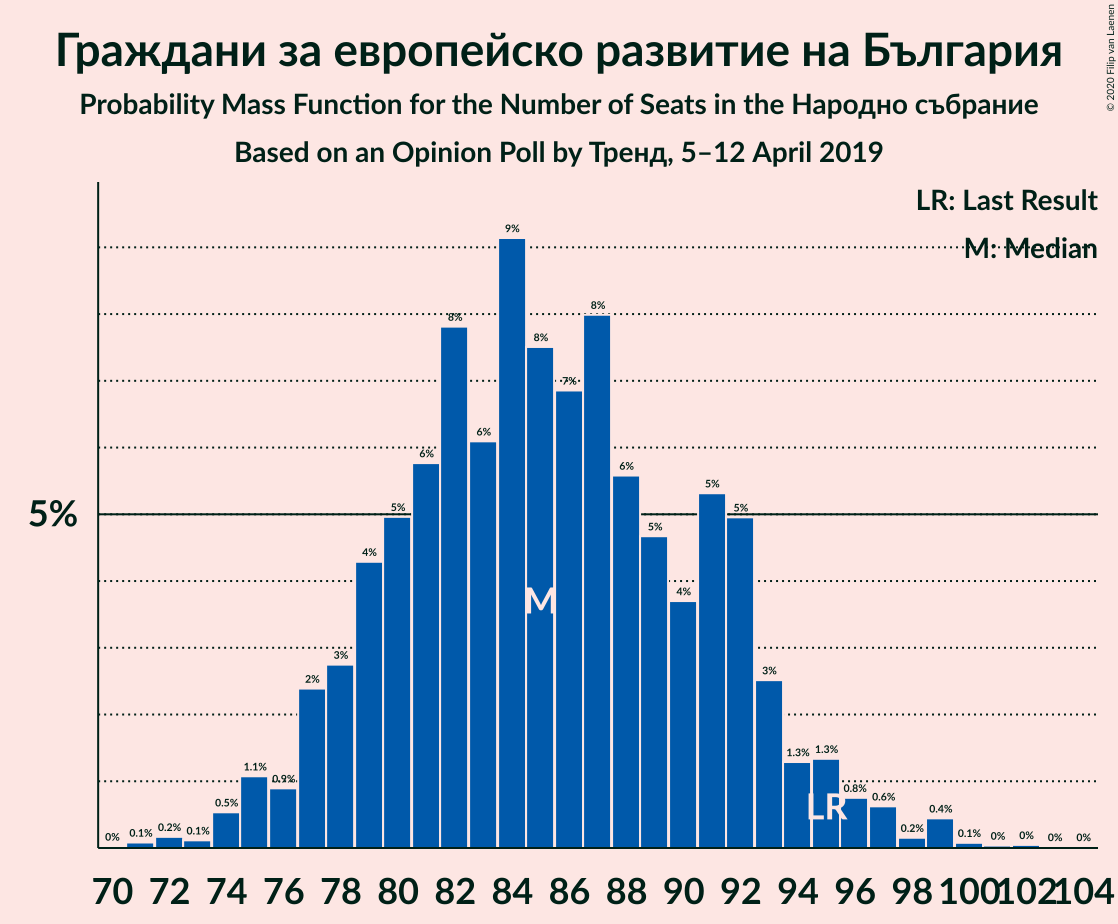 Граждани за европейско развитие на България
Probability Mass Function for the Number of Seats in the Народно събрание
Based on an Opinion Poll by Тренд, 5–12 April 2019
© 2020 Filip van Laenen
LR: Last Result
M: Median
5%
0% 0.1% 0.2% 0.1% 0.5% 1.1% 0.9% 2% 3% 4% 5% 6% 8% 6% 9% 8% 7% 8% 6% 5% 4% 5% 5% 3% 1.3% 1.3% 0.8% 0.6% 0.2% 0.4% 0.1% 0% 0% 0% 0%
M
LR
70 72 74 76 78 80 82 84 86 88 90 92 94 96 98 100 102 104